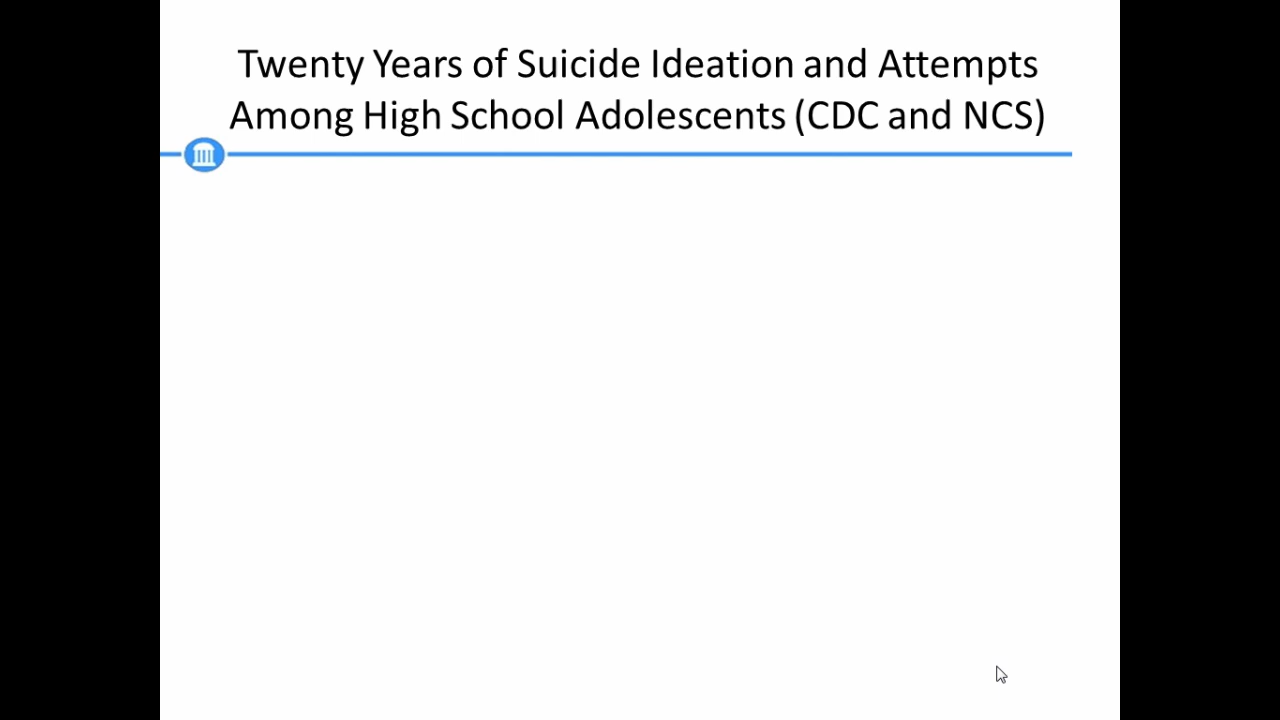 Twenty Years of Suicide Ideation and Attempts
Among High School Adolescents (CDC and NCS)